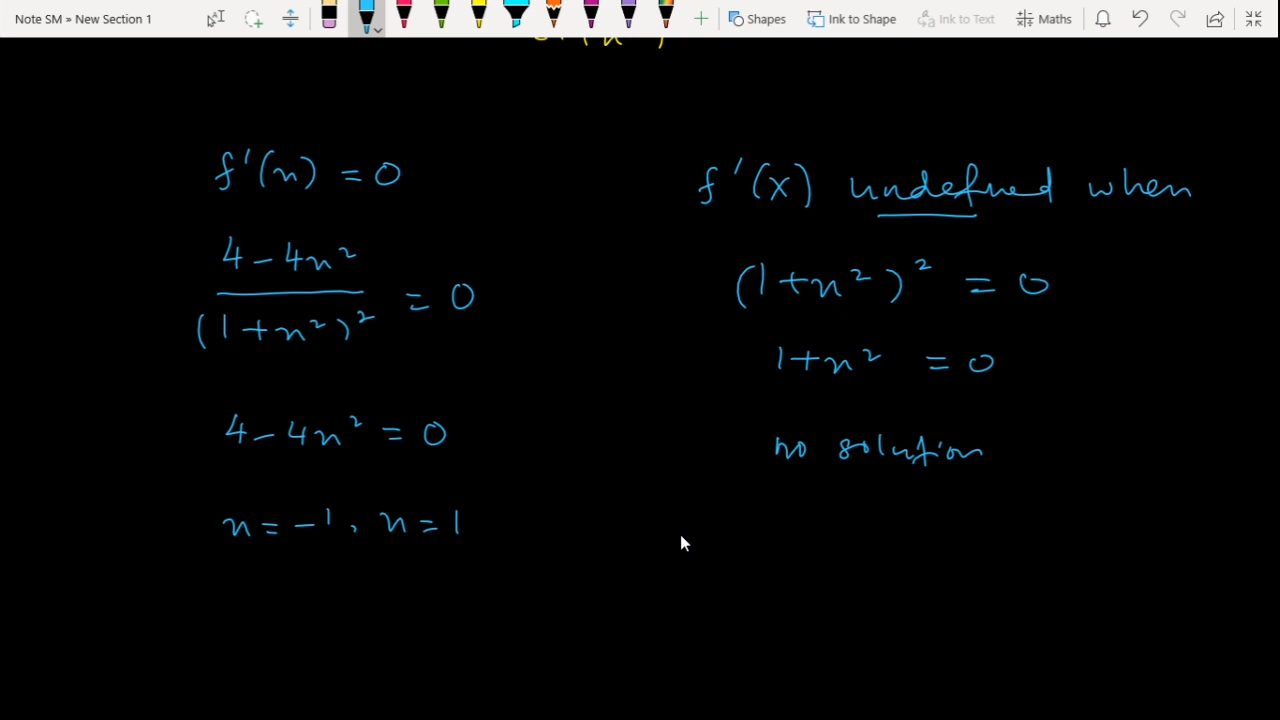 Note SM » New Section 1
Shapes
Ink to Shape
Ink to Text
Maths
f'(x) = 0
4 - 4x²
(1+x²)²
= 0
4 - 4x² = 0
x = -1, x = 1
f'(x) undefined when
(1+x²)² = 0
1+x² = 0
no solution